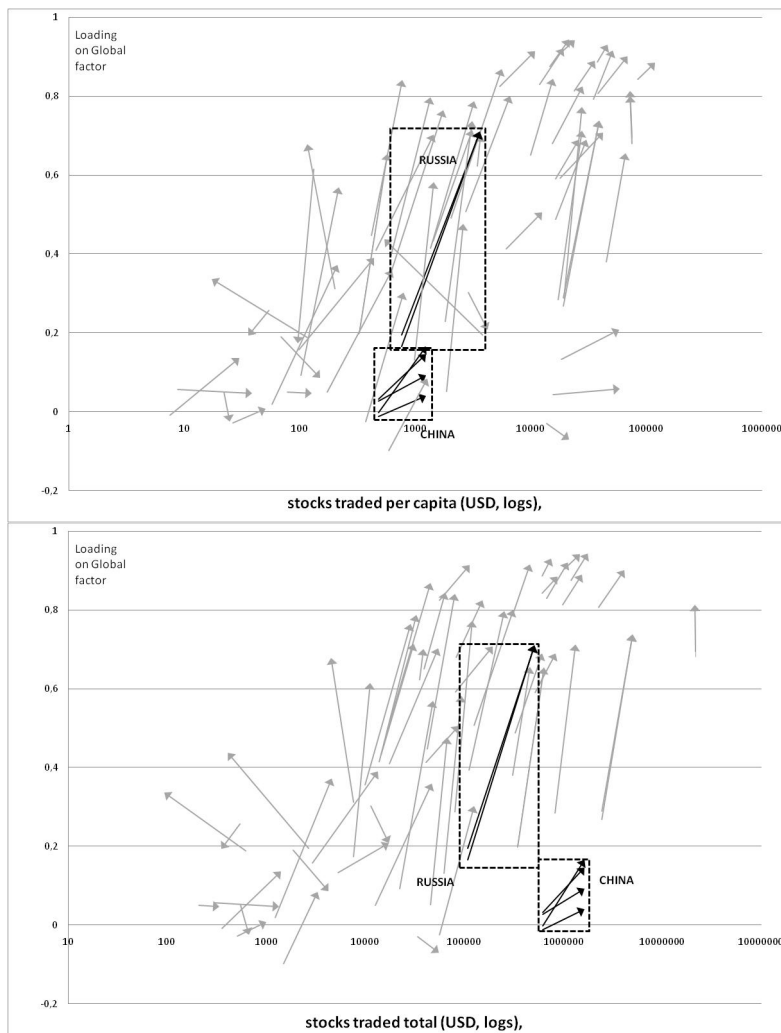 1
Loading
on Global
factor
0,8
0,6
RUSSIA
0,4
0,2
0
1 10 100 1000 10000 100000 1000000
CHINA
-0,2
stocks traded per capita (USD, logs),
1
Loading
on Global
factor
0,8
0,6
0,4
0,2
RUSSIA
CHINA
0
10 100 1000 10000 100000 1000000 10000000 10000000
-0,2
stocks traded total (USD, logs),